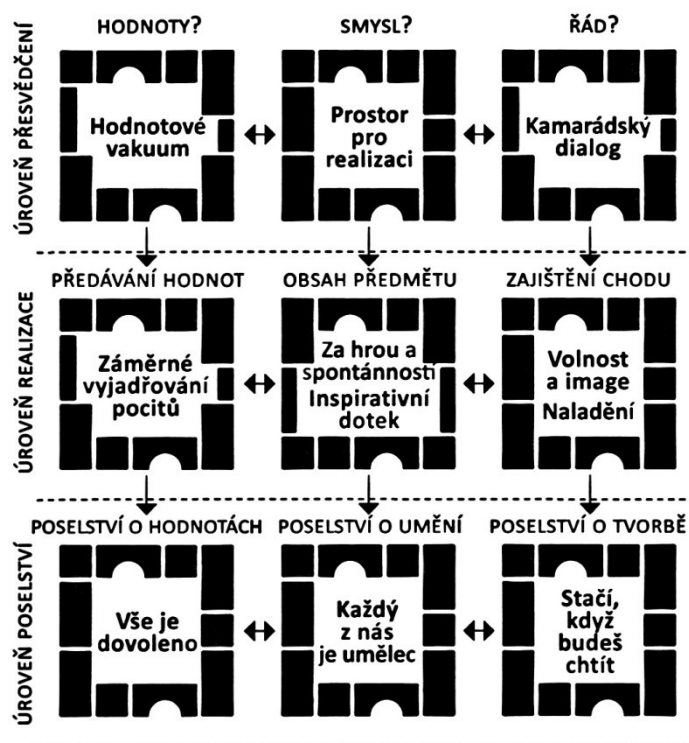 HODNOTY?
SMYSL?
ŘÁD?
ÚROVEŇ PŘESVĚDČENÍ
Hodnotové
vakuum
Prostor
pro
realizaci
Kamarádský
dialog
PŘEDÁVÁNÍ HODNOT
OBSAH PŘEDMĚTU
ZAJIŠTĚNÍ CHODU
ÚROVEŇ REALIZACE
Záměrné
vyjadřování
pocitů
Za hrou a
spontánností
Inspirativní
dotek
Volnost
a image
Naladění
POSELSTVÍ O HODNOTÁCH
POSELSTVÍ O UMĚNÍ
POSELSTVÍ O TVORBĚ
ÚROVEŇ POSELSTVÍ
Vše je
dovoleno
Každý
z nás
je umělec
Stačí,
když
budeš
chtít